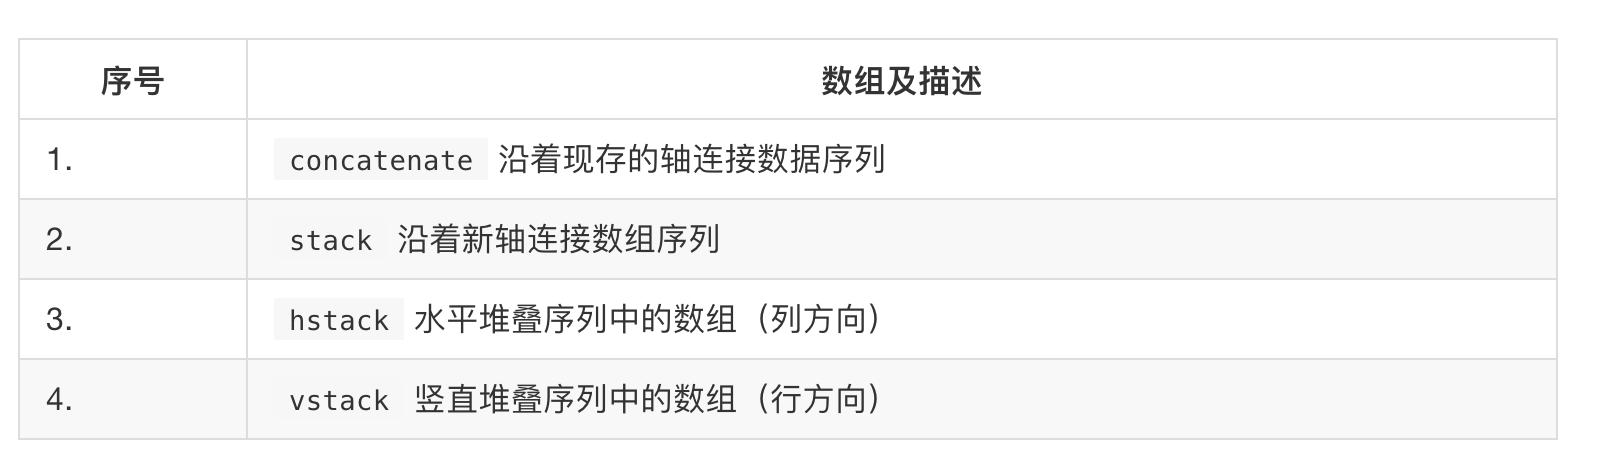 序号 数组及描述
1. concatenate 沿着现存的轴连接数据序列
2. stack 沿着新轴连接数组序列
3. hstack 水平堆叠序列中的数组（列方向）
4. vstack 竖直堆叠序列中的数组（行方向）